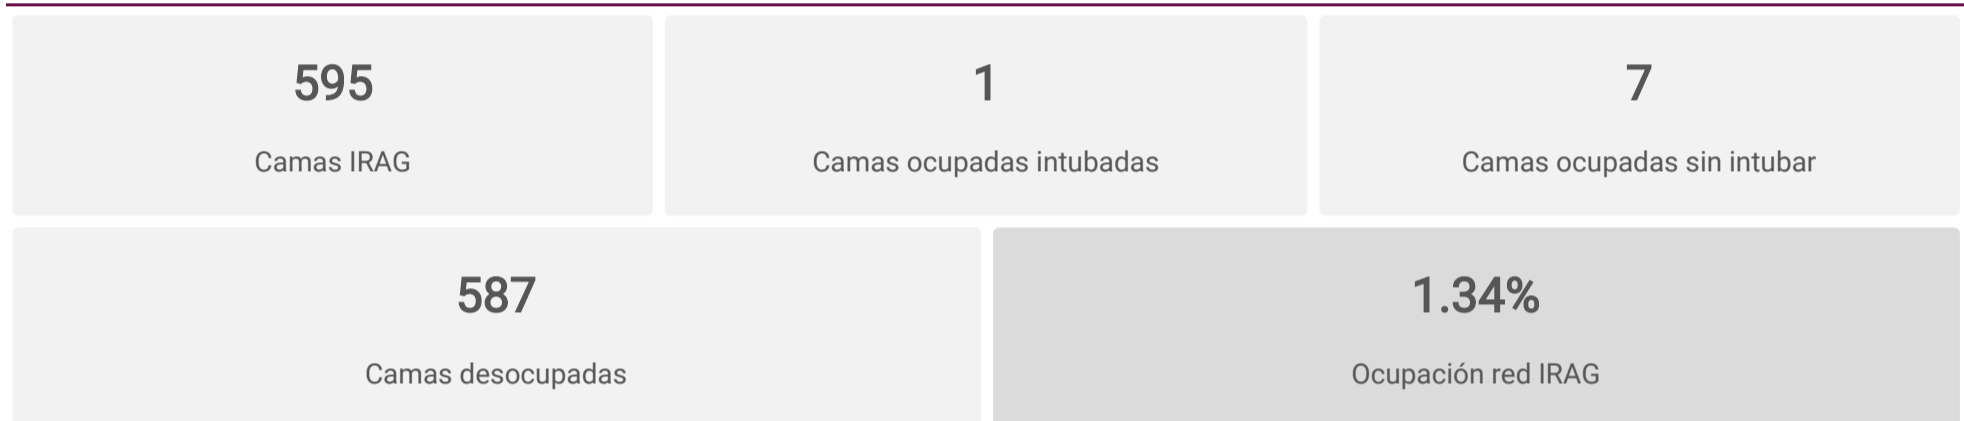 595
Camas IRAG
1
Camas ocupadas intubadas
7
Camas ocupadas sin intubar
587
Camas desocupadas
1.34%
Ocupación red IRAG